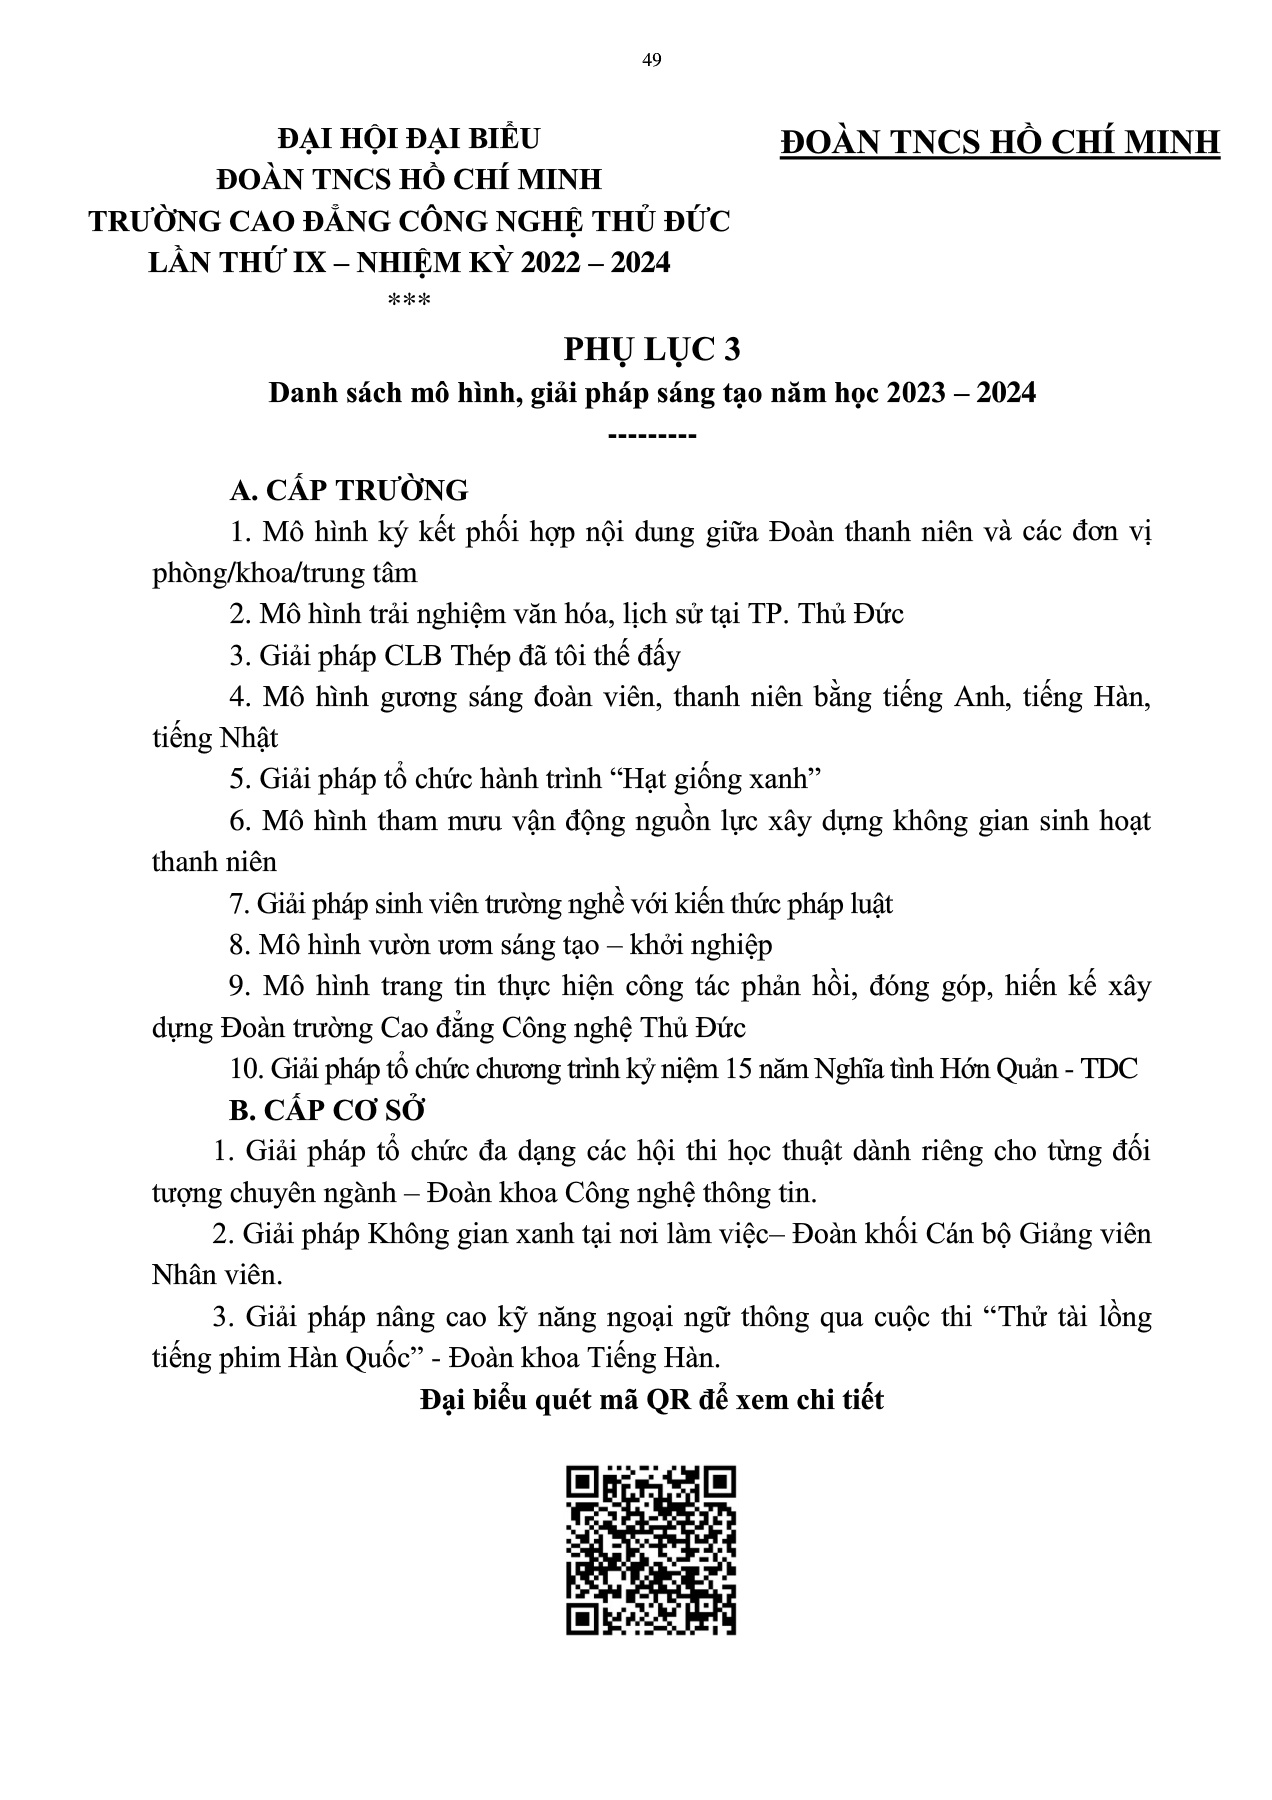 49
ĐẠI HỘI ĐẠI BIỂU
ĐOÀN TNCS HỒ CHÍ MINH
TRƯỜNG CAO ĐẲNG CÔNG NGHỆ THỦ ĐỨC
LẦN THỨ IX – NHIỆM KỲ 2022 – 2024
***
ĐOÀN TNCS HỒ CHÍ MINH
PHỤ LỤC 3
Danh sách mô hình, giải pháp sáng tạo năm học 2023 – 2024
---------
A. CẤP TRƯỜNG
1. Mô hình ký kết phối hợp nội dung giữa Đoàn thanh niên và các đơn vị
phòng/khoa/trung tâm
2. Mô hình trải nghiệm văn hóa, lịch sử tại TP. Thủ Đức
3. Giải pháp CLB Thép đã tôi thế đấy
4. Mô hình gương sáng đoàn viên, thanh niên bằng tiếng Anh, tiếng Hàn,
tiếng Nhật
5. Giải pháp tổ chức hành trình “Hạt giống xanh”
6. Mô hình tham mưu vận động nguồn lực xây dựng không gian sinh hoạt
thanh niên
7. Giải pháp sinh viên trường nghề với kiến thức pháp luật
8. Mô hình vườn ươm sáng tạo – khởi nghiệp
9. Mô hình trang tin thực hiện công tác phản hồi, đóng góp, hiến kế xây
dựng Đoàn trường Cao đẳng Công nghệ Thủ Đức
10. Giải pháp tổ chức chương trình kỷ niệm 15 năm Nghĩa tình Hớn Quản - TDC
B. CẤP CƠ SỞ
1. Giải pháp tổ chức đa dạng các hội thi học thuật dành riêng cho từng đối
tượng chuyên ngành – Đoàn khoa Công nghệ thông tin.
2. Giải pháp Không gian xanh tại nơi làm việc– Đoàn khối Cán bộ Giảng viên
Nhân viên.
3. Giải pháp nâng cao kỹ năng ngoại ngữ thông qua cuộc thi “Thử tài lồng
tiếng phim Hàn Quốc” - Đoàn khoa Tiếng Hàn.
Đại biểu quét mã QR để xem chi tiết